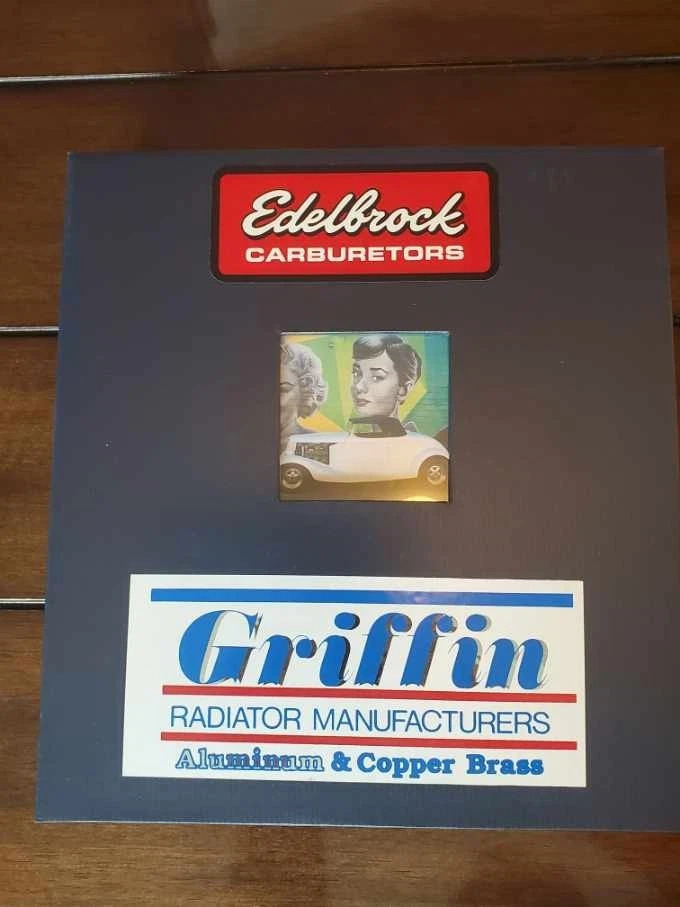 Edelbrock
CARBURETORS
Griffin
RADIATOR MANUFACTURERS
Aluminum & Copper Brass